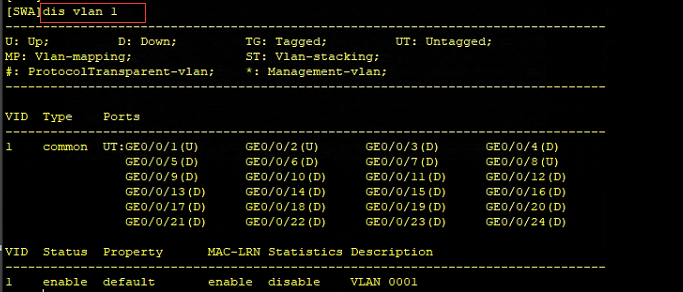 [SWA]dis vlan 1
--------------------------------------------------------------------------------
U: Up; D: Down; TG: Tagged; UT: Untagged;
MP: Vlan-mapping; ST: Vlan-stacking;
#: ProtocolTransparent-vlan; *: Management-vlan;
--------------------------------------------------------------------------------
VID Type Ports
--------------------------------------------------------------------------------
1 common UT:GE0/0/1(U) GE0/0/2(U) GE0/0/3(D) GE0/0/4(D)
GE0/0/5(D) GE0/0/6(D) GE0/0/7(D) GE0/0/8(U)
GE0/0/9(D) GE0/0/10(D) GE0/0/11(D) GE0/0/12(D)
GE0/0/13(D) GE0/0/14(D) GE0/0/15(D) GE0/0/16(D)
GE0/0/17(D) GE0/0/18(D) GE0/0/19(D) GE0/0/20(D)
GE0/0/21(D) GE0/0/22(D) GE0/0/23(D) GE0/0/24(D)
VID Status Property MAC-LRN Statistics Description
--------------------------------------------------------------------------------
1 enable default enable disable VLAN 0001